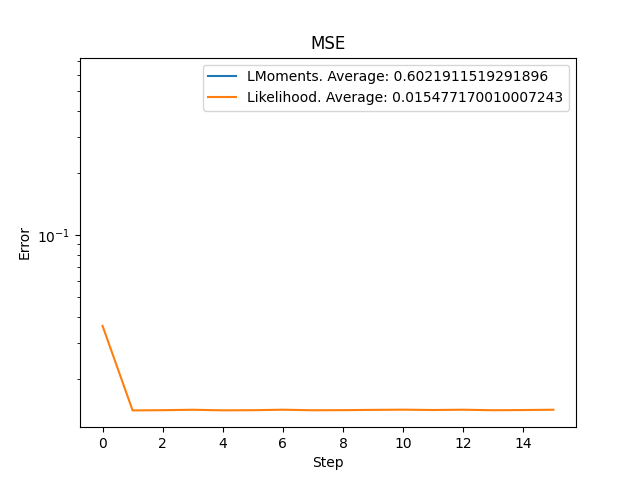 MSE
LMoments. Average: 0.6021911519291896
Likelihood. Average: 0.015477170010007243
Error
10⁻¹
0 2 4 6 8 10 12 14
Step